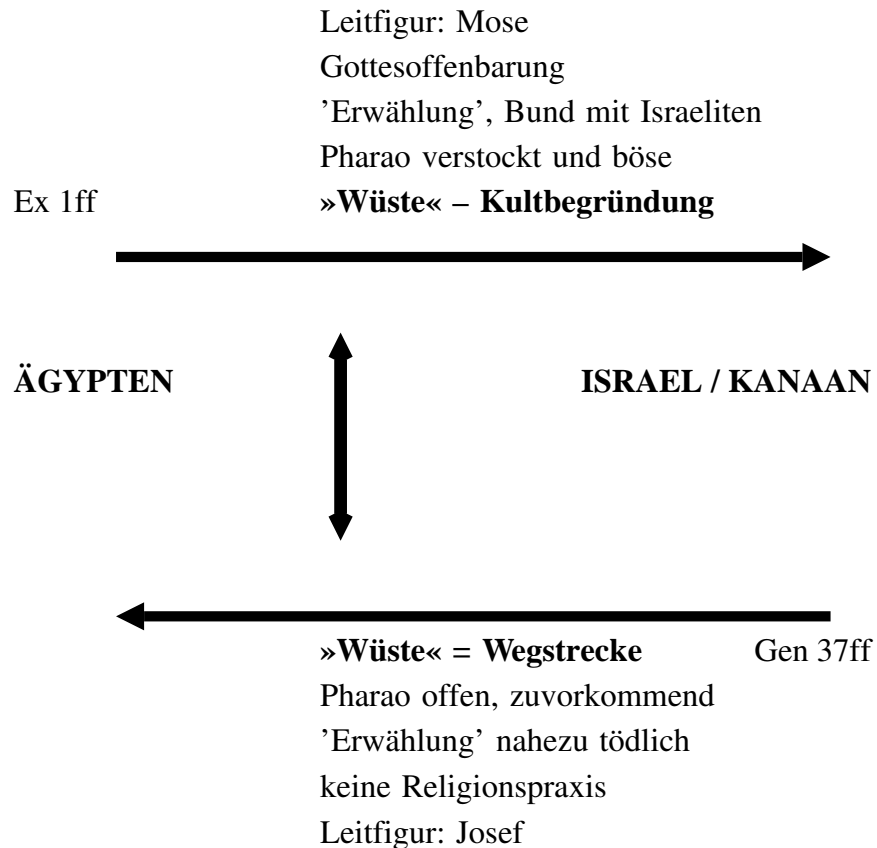 Leitfigur: Mose
Gottesoffenbarung
’Erwählung’, Bund mit Israeliten
Pharao verstockt und böse
Ex 1ff »Wüste« – Kultbegründung
ÄGYPTEN ISRAEL / KANAAN
»Wüste« = Wegstrecke Gen 37ff
Pharao offen, zuvorkommend
’Erwählung’ nahezu tödlich
keine Religionspraxis
Leitfigur: Josef